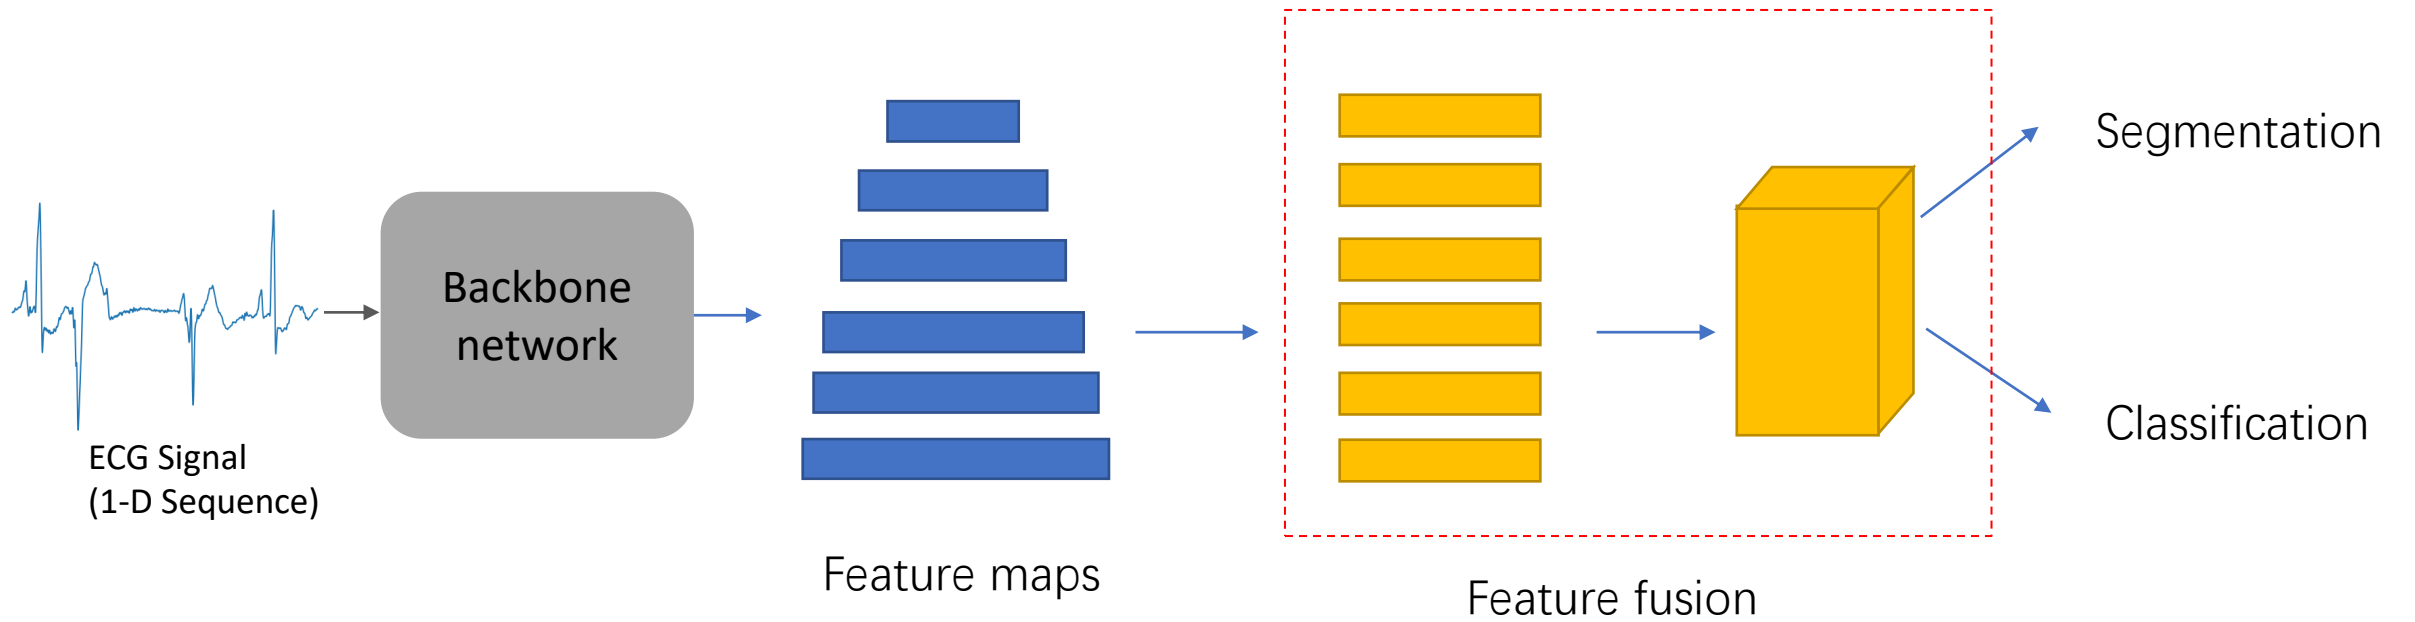 ECG Signal
(1-D Sequence)
Backbone
network
Feature maps
Feature fusion
Segmentation
Classification